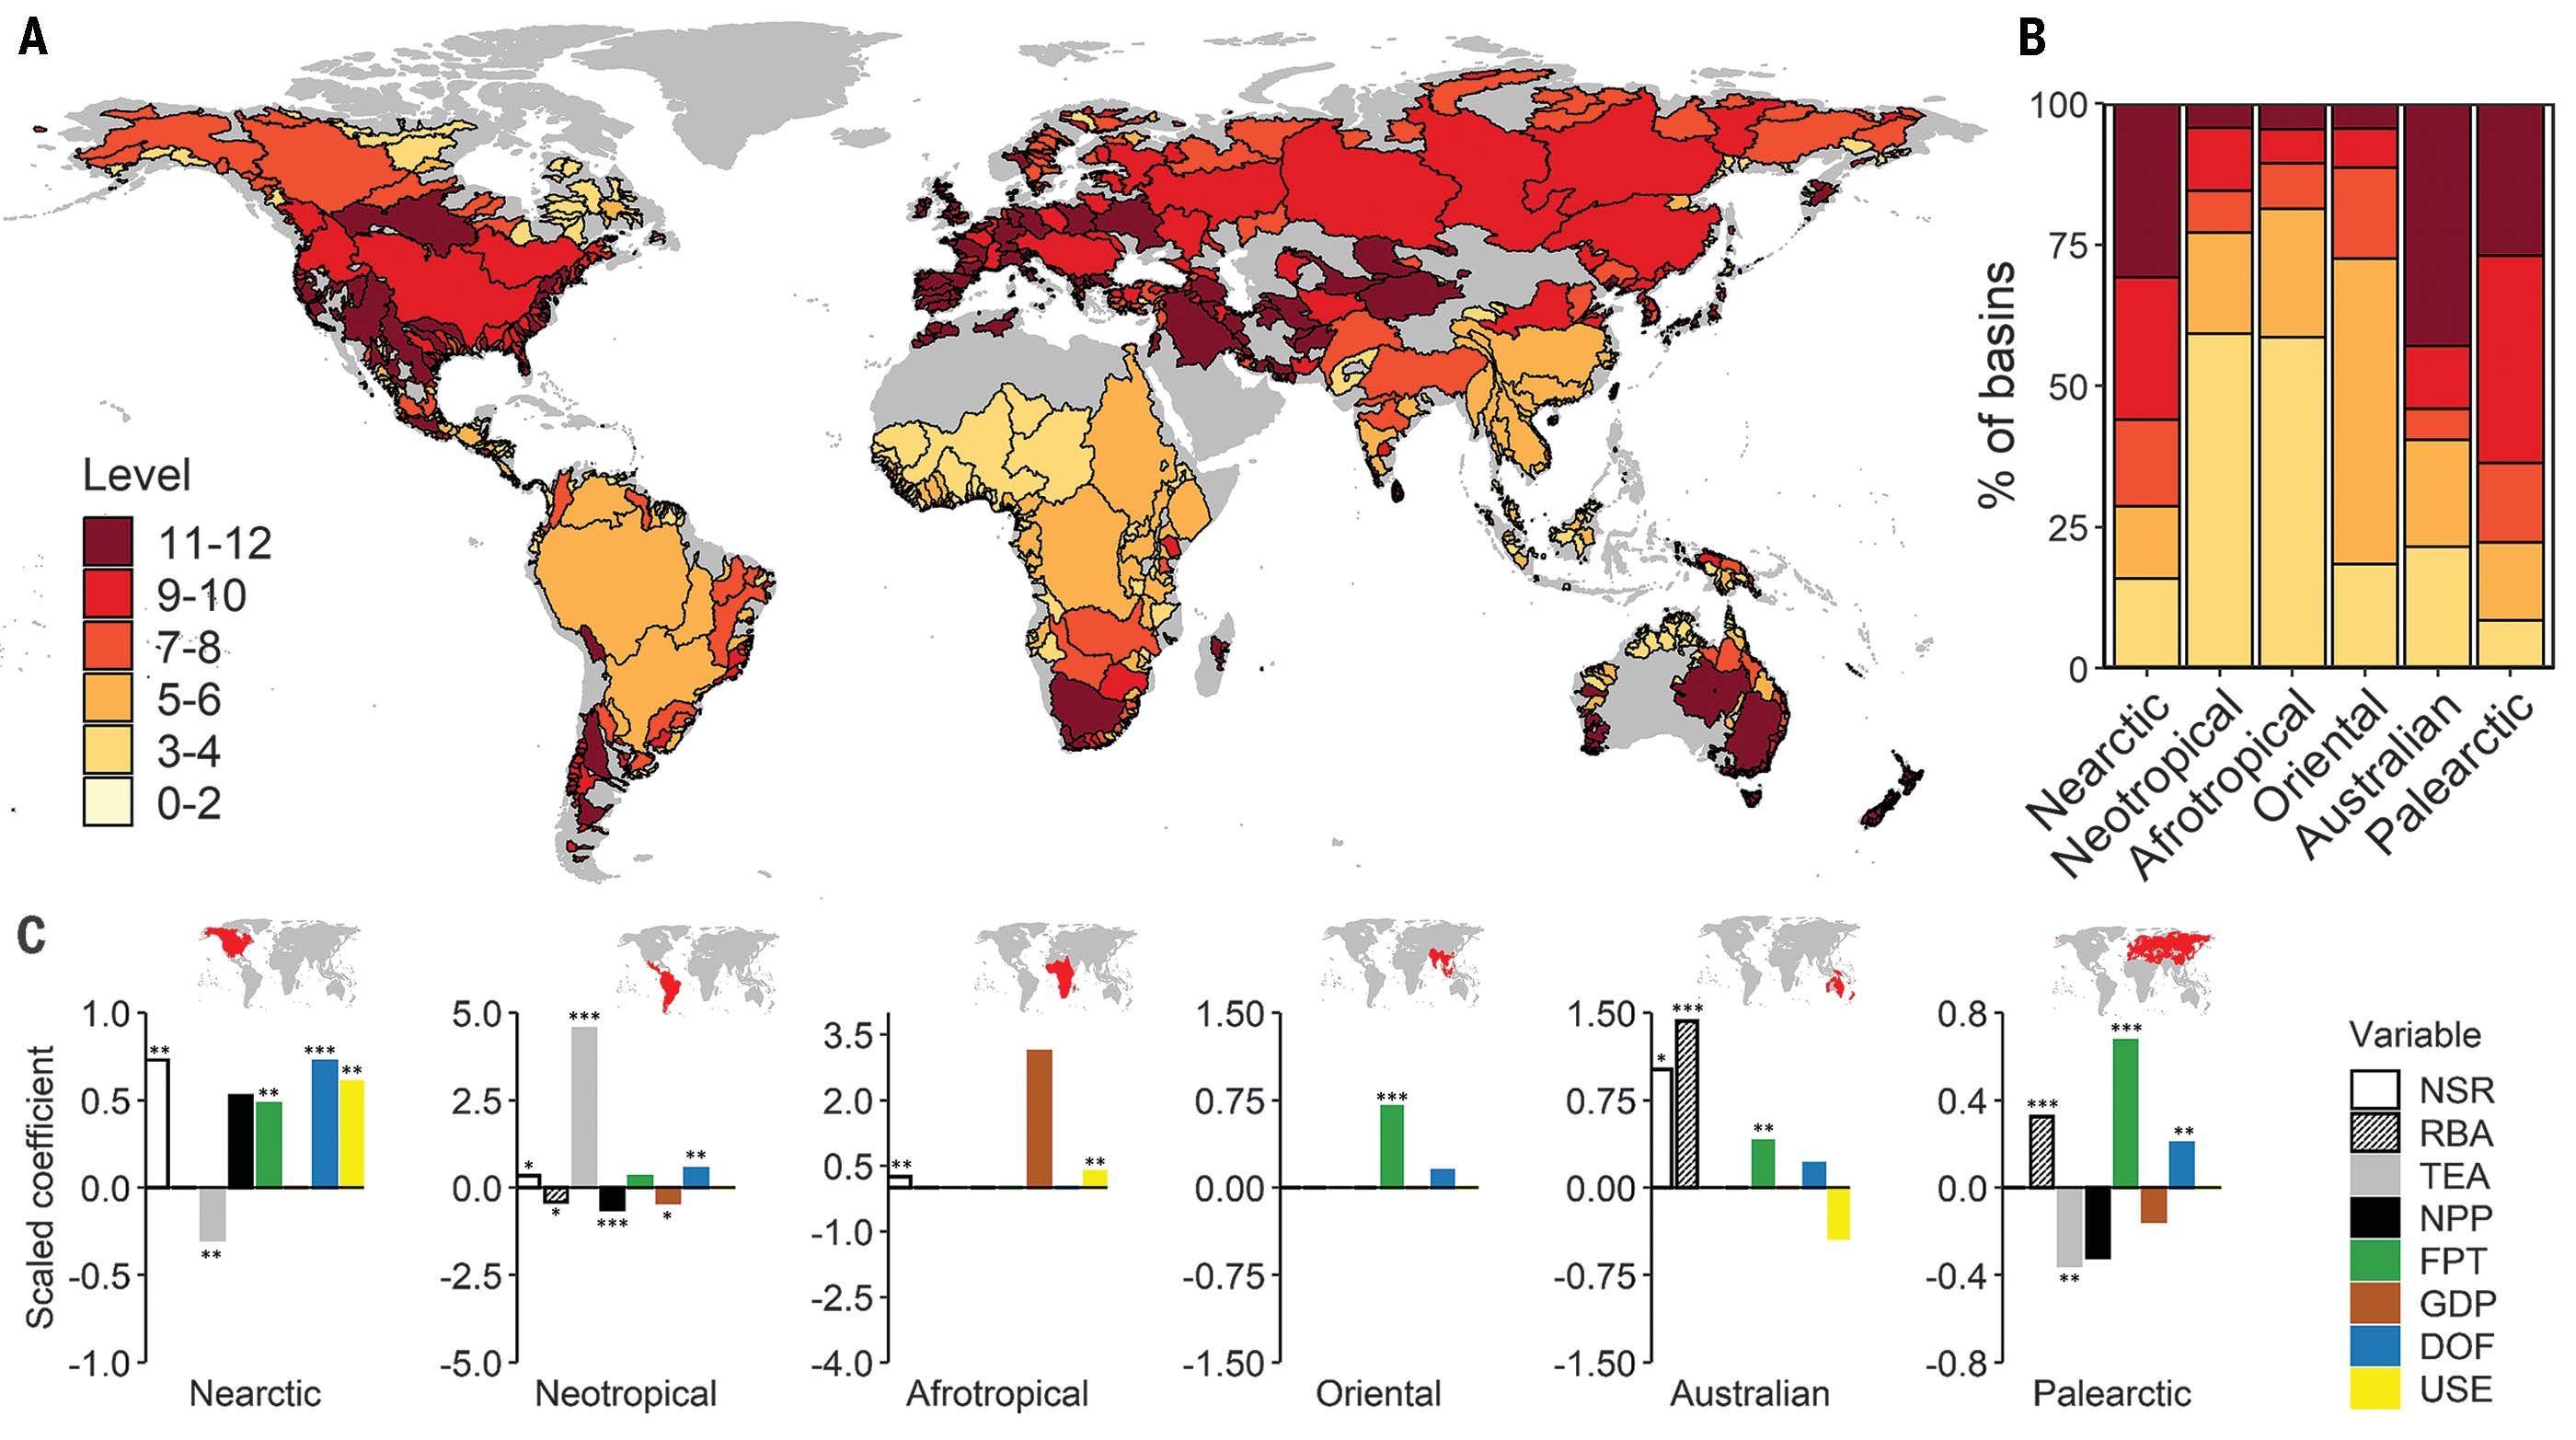 A
Level
11-12
9-10
7-8
5-6
3-4
0-2
B
% of basins
100
75
50
25
0
Nearctic
Neotropical
Afrotropical
Oriental
Australian
Palearctic
C
Scaled coefficient
1.0
0.5
0.0
-0.5
-1.0
**
**
**
***
**
Nearctic
5.0
2.5
0.0
-2.5
-5.0
*
*
***
***
*
**
Neotropical
3.5
2.0
0.5
-1.0
-2.5
-4.0
**
**
Afrotropical
1.50
0.75
0.00
-0.75
-1.50
***
Oriental
1.50
0.75
0.00
-0.75
-1.50
*
***
**
Australian
0.8
0.4
0.0
-0.4
-0.8
***
**
***
**
Palearctic
Variable
NSR
RBA
TEA
NPP
FPT
GDP
DOF
USE